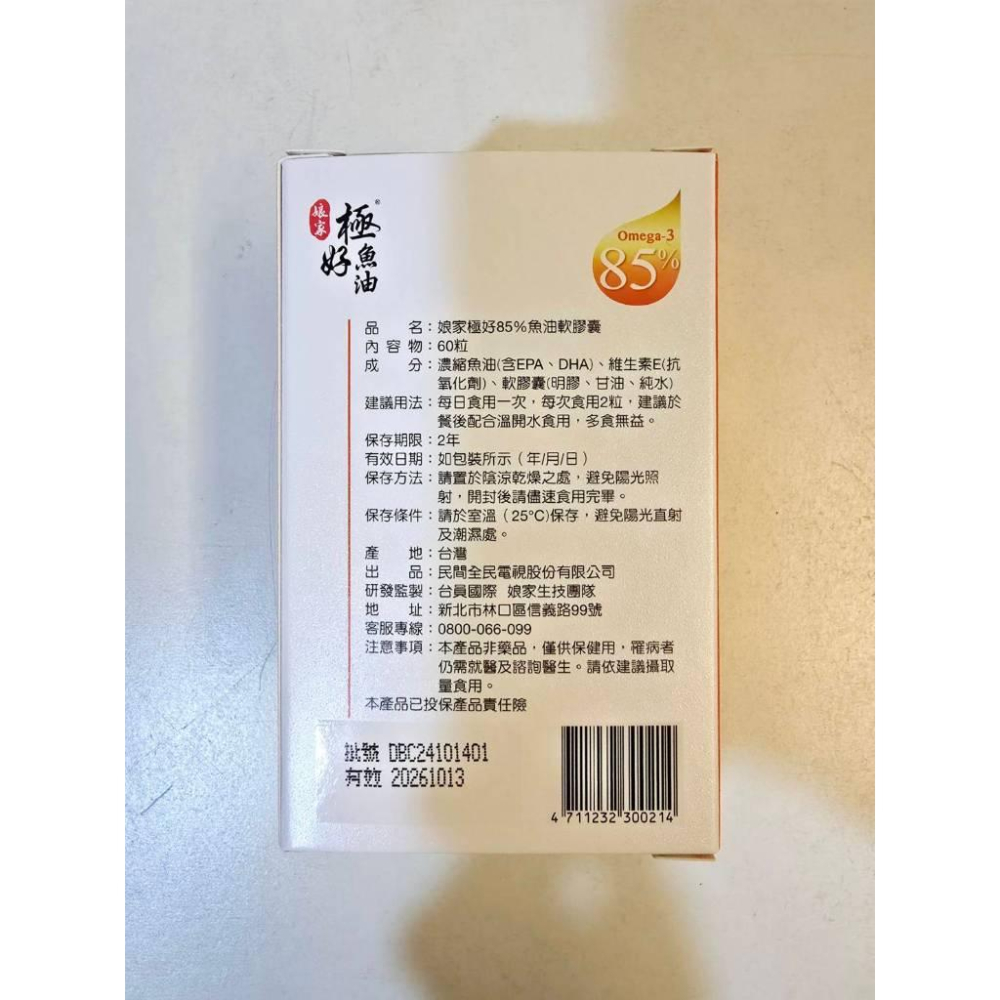 娘家
極好魚油®
Omega-3
85%
品　　名：娘家極好85%魚油軟膠囊
內 容 物：60粒
成　　分：濃縮魚油(含EPA、DHA)、維生素E(抗
氧化劑)、軟膠囊(明膠、甘油、純水)
建議用法：每日食用一次，每次食用2粒，建議於
餐後配合溫開水食用，多食無益。
保存期限：2年
有效日期：如包裝所示（年/月/日）
保存方法：請置於陰涼乾燥之處，避免陽光照
射，開封後請儘速食用完畢。
保存條件：請於室溫（25°C)保存，避免陽光直射
及潮濕處。
產　　地：台灣
出　　品：民間全民電視股份有限公司
研發監製：台員國際 娘家生技團隊
地　　址：新北市林口區信義路99號
客服專線：0800-066-099
注意事項：本產品非藥品，僅供保健用，罹病者
仍需就醫及諮詢醫生。請依建議攝取
量食用。
本產品已投保產品責任險
批號 DBC24101401
有效 20261013
4 711232 300214